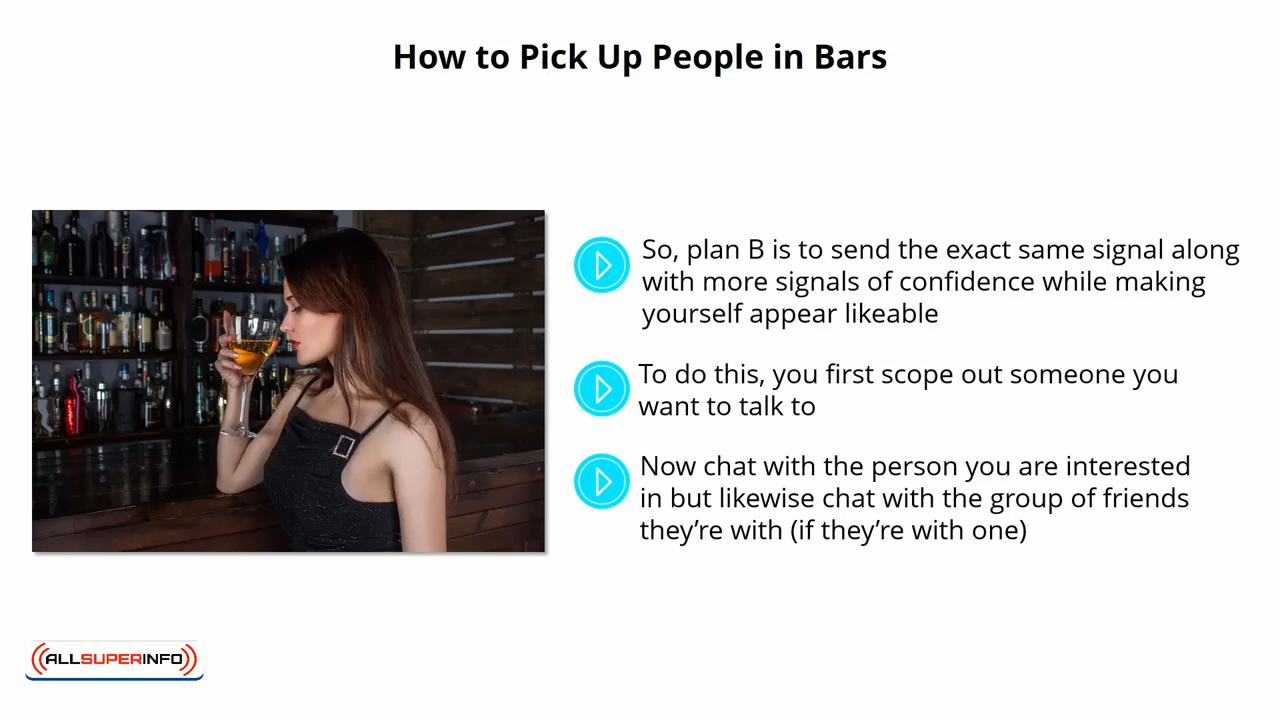 How to Pick Up People in Bars
So, plan B is to send the exact same signal along
with more signals of confidence while making
yourself appear likeable
To do this, you first scope out someone you
want to talk to
Now chat with the person you are interested
in but likewise chat with the group of friends
they’re with (if they’re with one)
ALLSUPERINFO